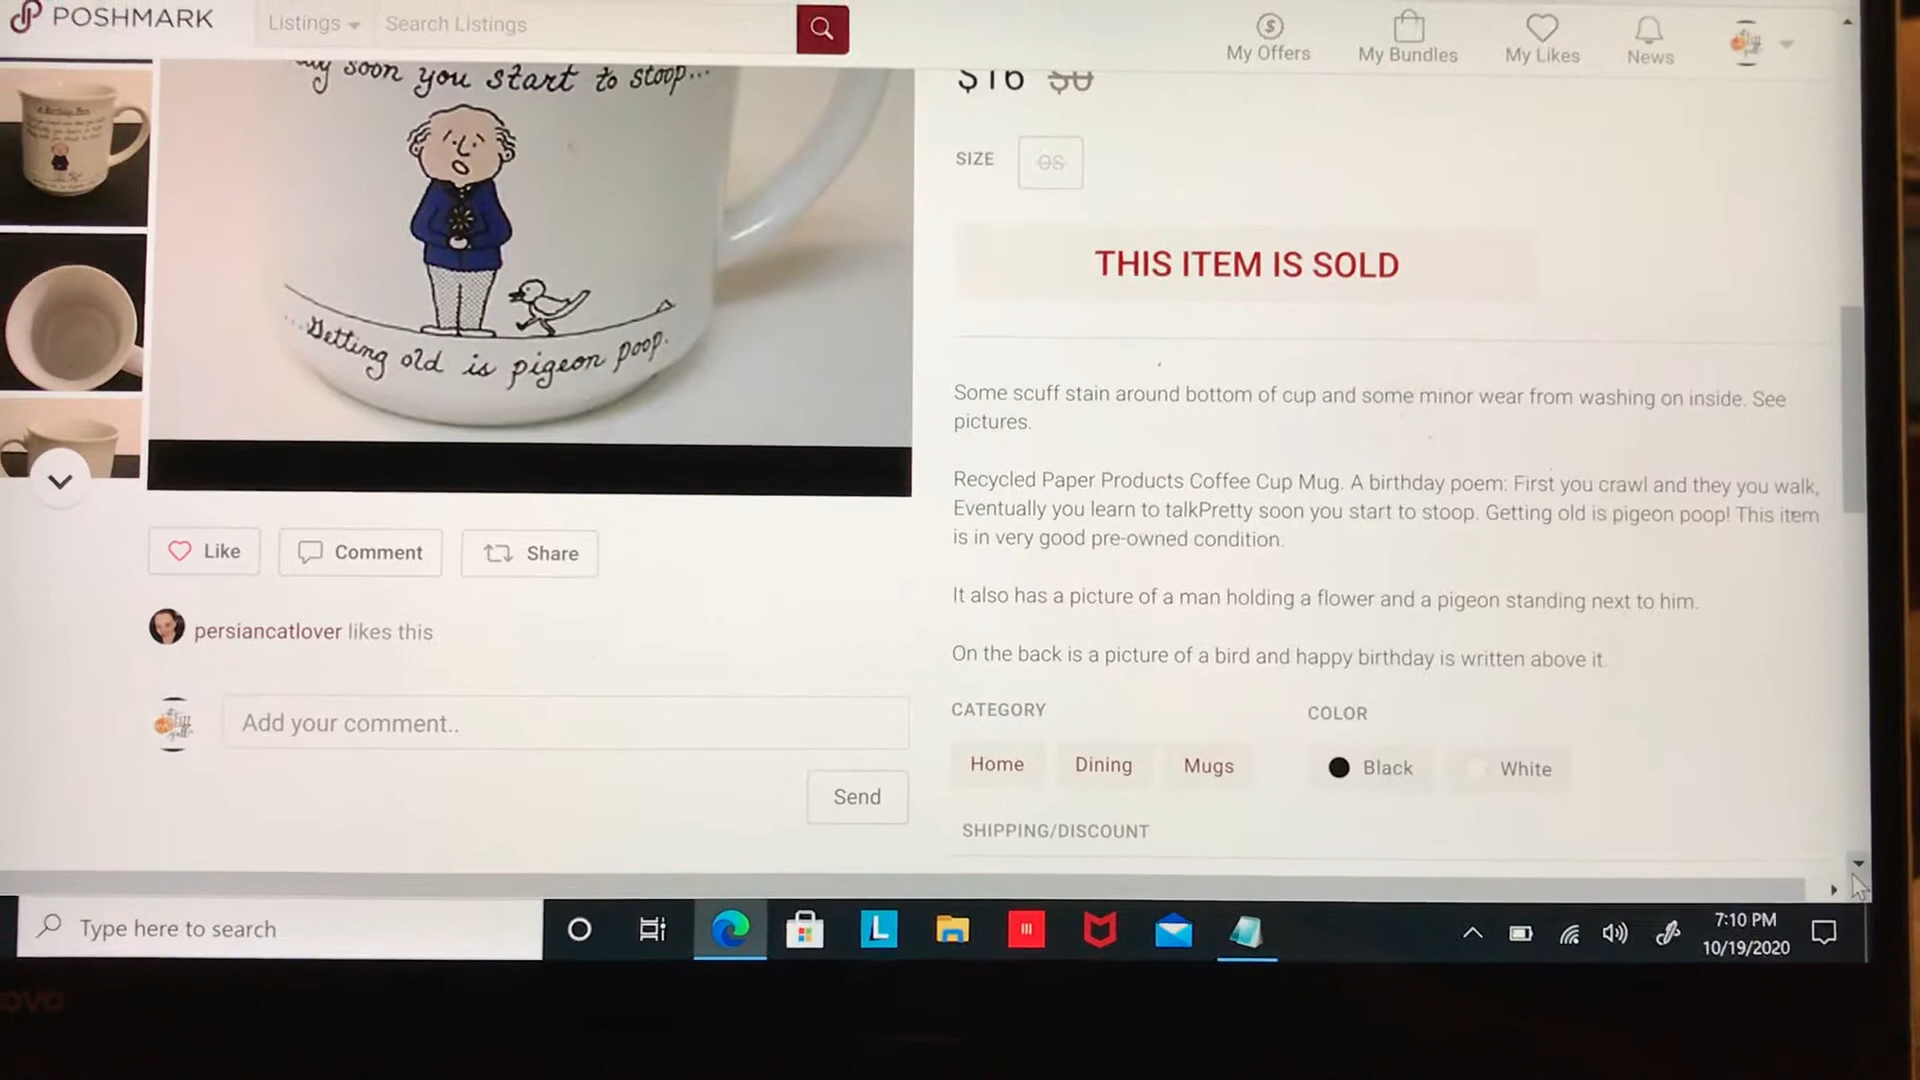 POSHMARK
Listings
Search Listings
My Offers
My Bundles
My Likes
News
soon you start to stoop...
...Getting old is pigeon poop.
$16 $0
SIZE
OS
THIS ITEM IS SOLD
Some scuff stain around bottom of cup and some minor wear from washing on inside. See
pictures.
Recycled Paper Products Coffee Cup Mug. A birthday poem: First you crawl and they you walk,
Eventually you learn to talkPretty soon you start to stoop. Getting old is pigeon poop! This item
is in very good pre-owned condition.
It also has a picture of a man holding a flower and a pigeon standing next to him.
On the back is a picture of a bird and happy birthday is written above it.
Like
Comment
Share
persiancatlover likes this
Add your comment..
Send
CATEGORY
Home
Dining
Mugs
COLOR
Black
White
SHIPPING/DISCOUNT
Type here to search
L
7:10 PM
10/19/2020